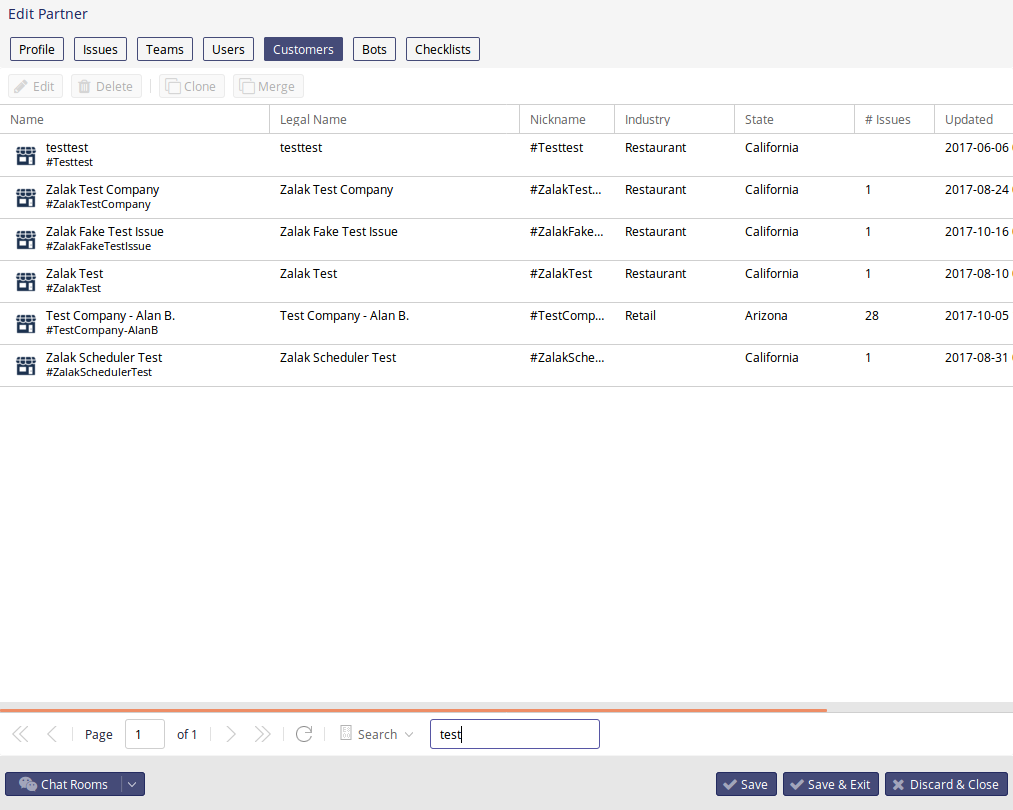 Edit Partner
Profile Issues Teams Users Customers Bots Checklists
Edit Delete Clone Merge
Name Legal Name Nickname Industry State # Issues Updated
testtest testtest #Testtest Restaurant California 2017-06-06
#Testtest
Zalak Test Company Zalak Test Company #ZalakTest... Restaurant California 1 2017-08-24
#ZalakTestCompany
Zalak Fake Test Issue Zalak Fake Test Issue #ZalakFake... Restaurant California 1 2017-10-16
#ZalakFakeTestIssue
Zalak Test Zalak Test #ZalakTest Restaurant California 1 2017-08-10
#ZalakTest
Test Company - Alan B. Test Company - Alan B. #TestComp... Retail Arizona 28 2017-10-05
#TestCompany-AlanB
Zalak Scheduler Test Zalak Scheduler Test #ZalakSche... California 1 2017-08-31
#ZalakSchedulerTest
Page 1 of 1 Search test
Chat Rooms Save Save & Exit Discard & Close